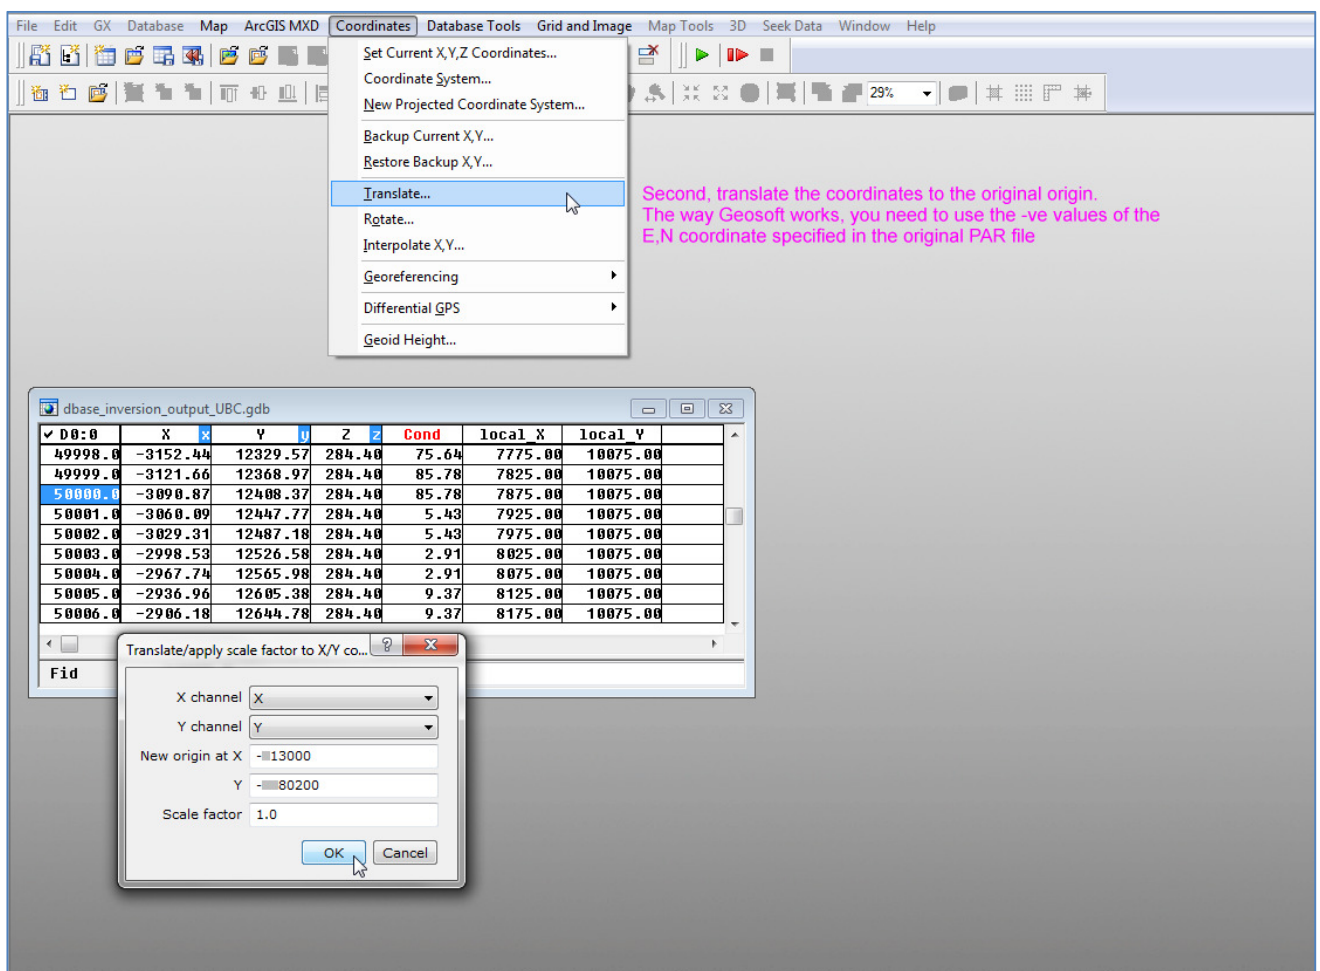 File Edit GX Database Map ArcGIS MXD Coordinates Database Tools Grid and Image Map Tools 3D Seek Data Window Help
Set Current X,Y,Z Coordinates...
Coordinate System...
New Projected Coordinate System...
29%
Backup Current X,Y...
Restore Backup X,Y...
Translate...
Rotate...
Interpolate X,Y...
Georeferencing
Differential GPS
Geoid Height...
Second, translate the coordinates to the original origin.
The way Geosoft works, you need to use the -ve values of the
E,N coordinate specified in the original PAR file
dbase_inversion_output_UBC.gdb
✓ D0:0 X x Y y Z z Cond local_X local_Y
49998.0 -3152.44 12329.57 284.40 75.64 7775.00 10075.00
49999.0 -3121.66 12368.97 284.40 85.78 7825.00 10075.00
50000.0 -3090.87 12408.37 284.40 85.78 7875.00 10075.00
50001.0 -3060.09 12447.77 284.40 5.43 7925.00 10075.00
50002.0 -3029.31 12487.18 284.40 5.43 7975.00 10075.00
50003.0 -2998.53 12526.58 284.40 2.91 8025.00 10075.00
50004.0 -2967.74 12565.98 284.40 2.91 8075.00 10075.00
50005.0 -2936.96 12605.38 284.40 9.37 8125.00 10075.00
50006.0 -2906.18 12644.78 284.40 9.37 8175.00 10075.00
Fid
Translate/apply scale factor to X/Y co...
X channel X
Y channel Y
New origin at X - 13000
Y - 80200
Scale factor 1.0
OK Cancel